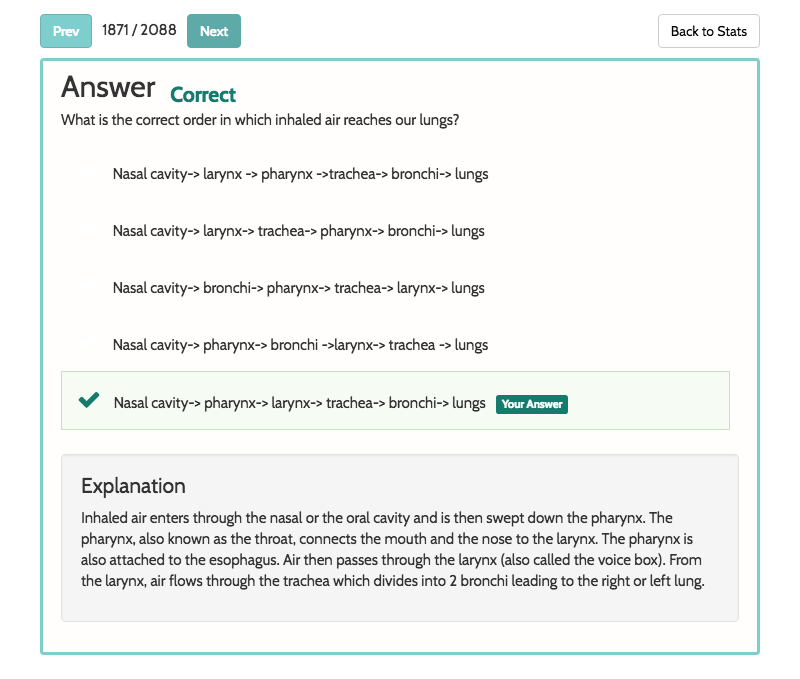 Prev 1871 / 2088 Next Back to Stats
Answer Correct
What is the correct order in which inhaled air reaches our lungs?
Nasal cavity-> larynx -> pharynx ->trachea-> bronchi-> lungs
Nasal cavity-> larynx-> trachea-> pharynx-> bronchi-> lungs
Nasal cavity-> bronchi-> pharynx-> trachea-> larynx-> lungs
Nasal cavity-> pharynx-> bronchi ->larynx-> trachea -> lungs
Nasal cavity-> pharynx-> larynx-> trachea-> bronchi-> lungs Your Answer
Explanation
Inhaled air enters through the nasal or the oral cavity and is then swept down the pharynx. The
pharynx, also known as the throat, connects the mouth and the nose to the larynx. The pharynx is
also attached to the esophagus. Air then passes through the larynx (also called the voice box). From
the larynx, air flows through the trachea which divides into 2 bronchi leading to the right or left lung.